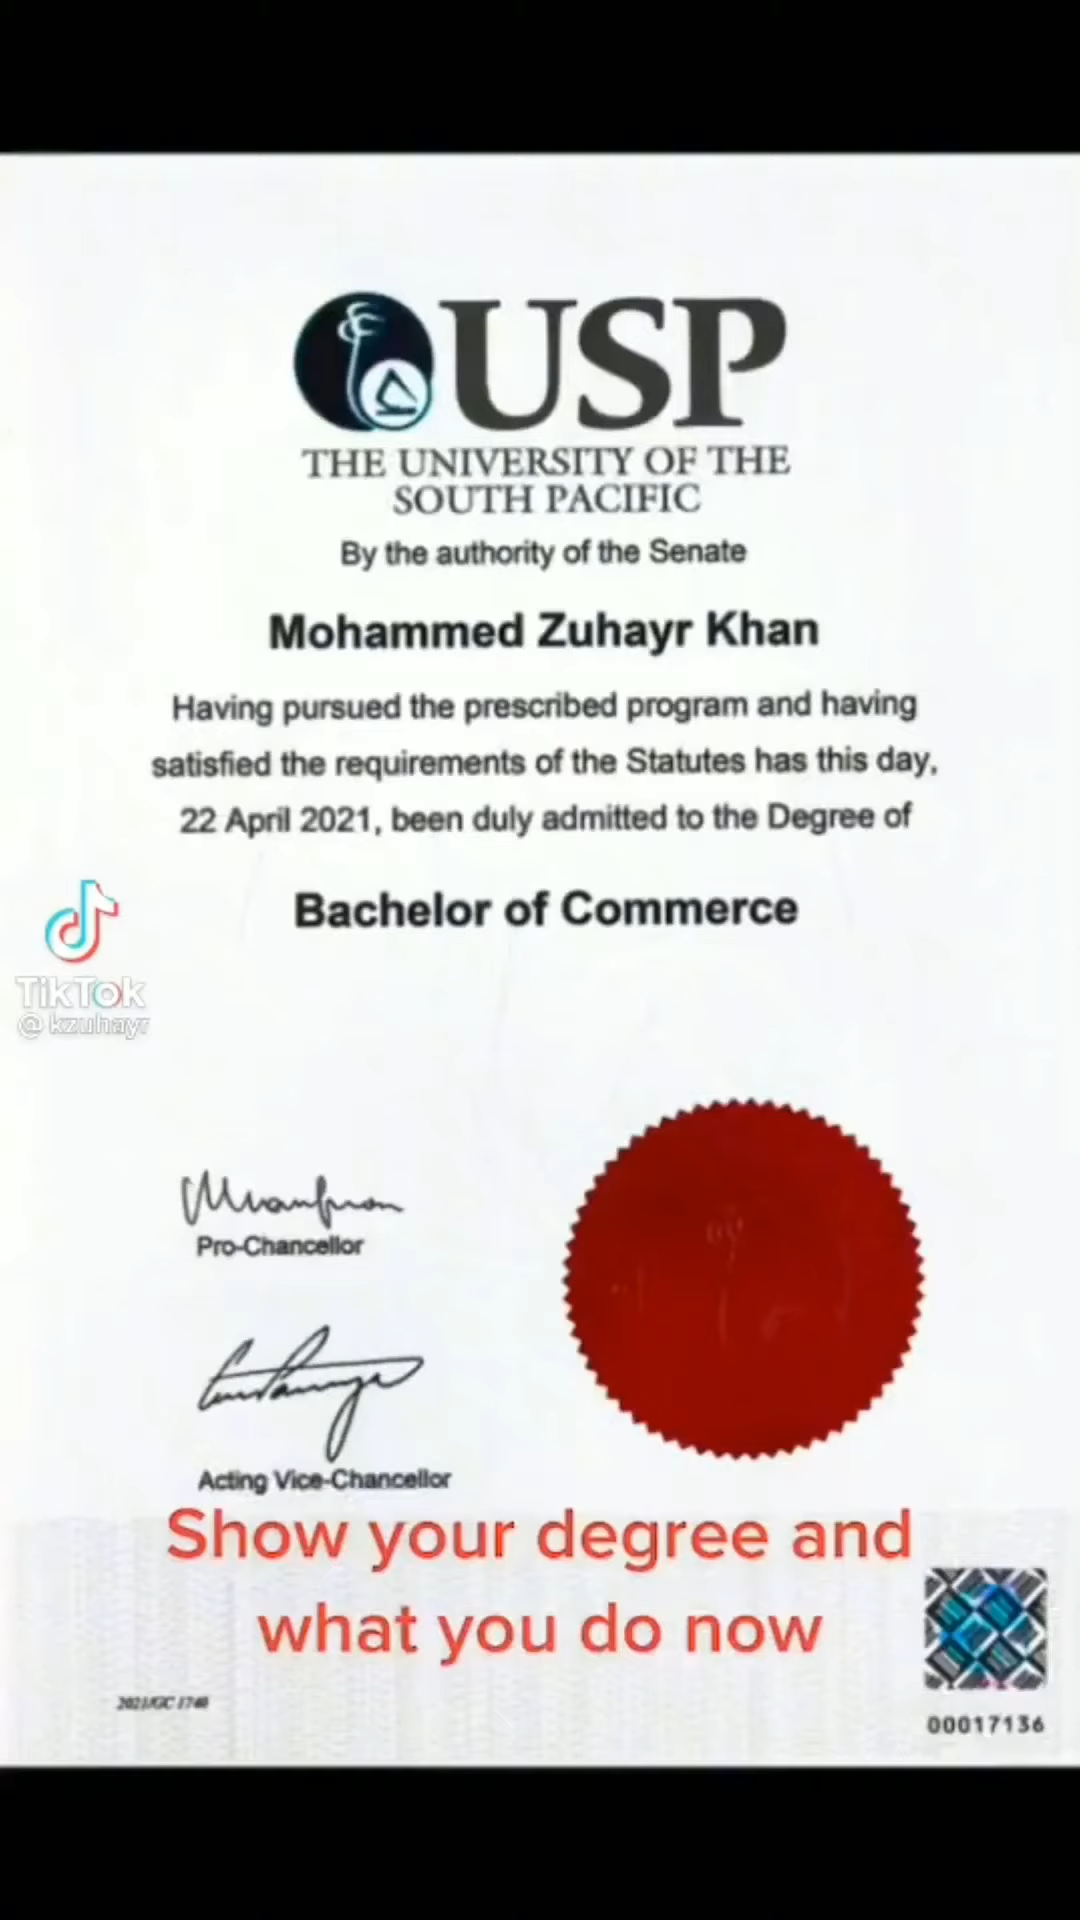 USP
THE UNIVERSITY OF THE
SOUTH PACIFIC
By the authority of the Senate
Mohammed Zuhayr Khan
Having pursued the prescribed program and having
satisfied the requirements of the Statutes has this day,
22 April 2021, been duly admitted to the Degree of
Bachelor of Commerce
TikTok
@kzuhayr
Pro-Chancellor
Acting Vice-Chancellor
Show your degree and
what you do now
2021/GC 1740
00017136